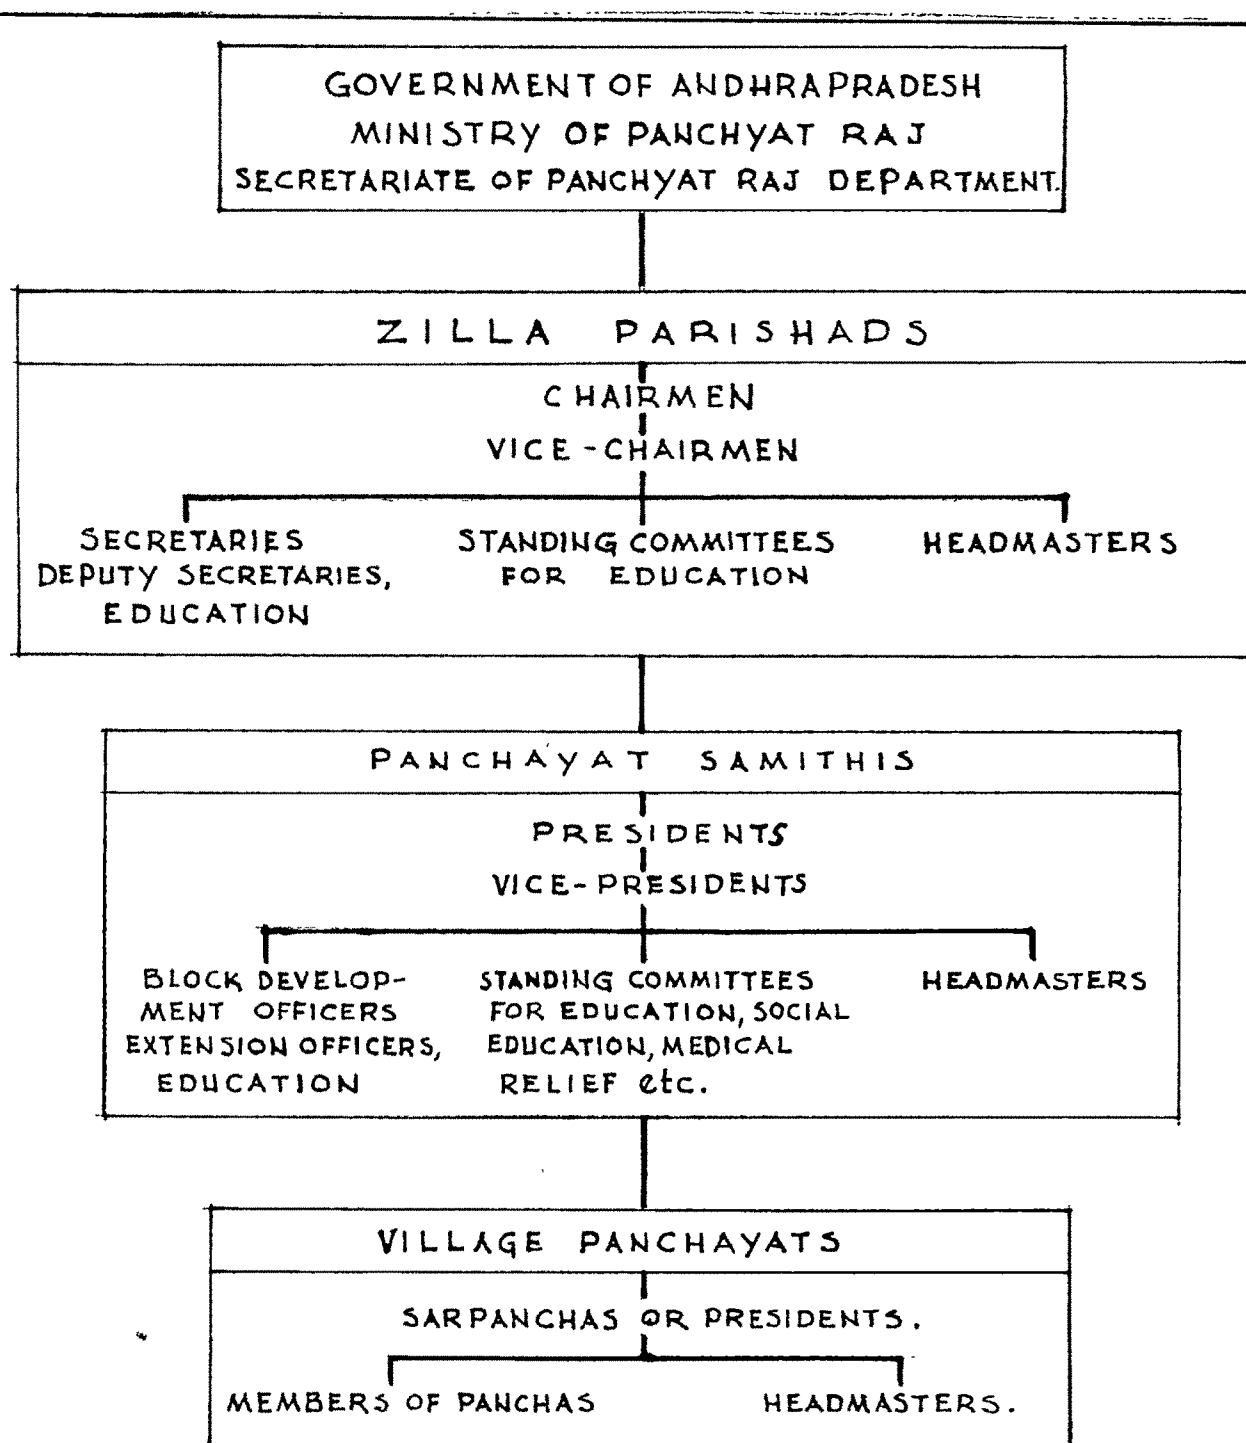 GOVERNMENT OF ANDHRAPRADESH
MINISTRY OF PANCHYAT RAJ
SECRETARIATE OF PANCHYAT RAJ DEPARTMENT.
ZILLA PARISHADS
CHAIRMEN
VICE-CHAIRMEN
SECRETARIES
DEPUTY SECRETARIES,
EDUCATION
STANDING COMMITTEES
FOR EDUCATION
HEADMASTERS
PANCHAYAT SAMITHIS
PRESIDENTS
VICE-PRESIDENTS
BLOCK DEVELOP-
MENT OFFICERS
EXTENSION OFFICERS,
EDUCATION
STANDING COMMITTEES
FOR EDUCATION, SOCIAL
EDUCATION, MEDICAL
RELIEF etc.
HEADMASTERS
VILLAGE PANCHAYATS
SARPANCHAS OR PRESIDENTS.
MEMBERS OF PANCHAS
HEADMASTERS.